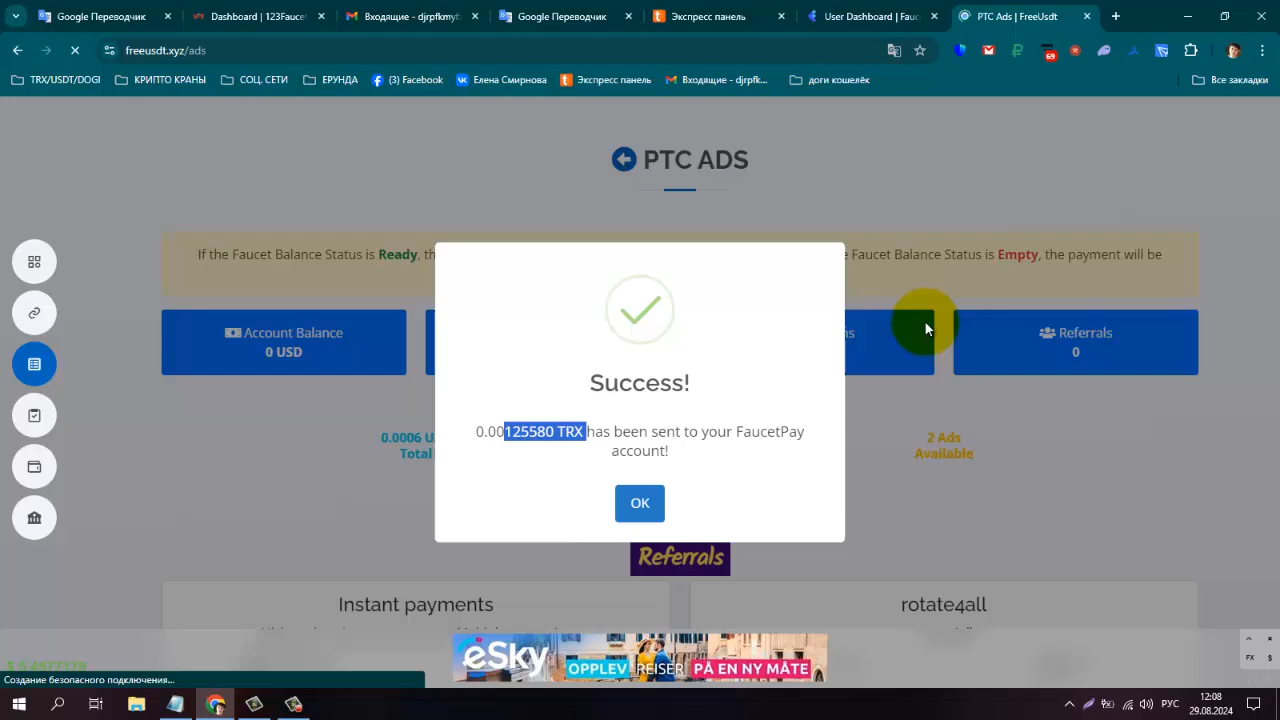 Google Переводчик
Dashboard | 123Faucet
Входящие - djrpfkmyfz
Google Переводчик
Экспресс панель
User Dashboard | Fauc
PTC Ads | FreeUsdt
freeusdt.xyz/ads
69
TRX/USDT/DOGI
КРИПТО КРАНЫ
СОЦ. СЕТИ
ЕРУНДА
(3) Facebook
Елена Смирнова
Экспресс панель
Входящие - djrpfk...
доги кошелёк
Все закладки
PTC ADS
If the Faucet Balance Status is Ready, th
e Faucet Balance Status is Empty, the payment will be
Account Balance
0 USD
ns
Referrals
0
Success!
0.00125580 TRX has been sent to your FaucetPay
account!
OK
0.0006 U
Total
2 Ads
Available
Referrals
Instant payments
rotate4all
eSky
OPPLEV REISER PÅ EN NY MÅTE
FX
$
Создание безопасного подключения...
РУС
12:08
29.08.2024